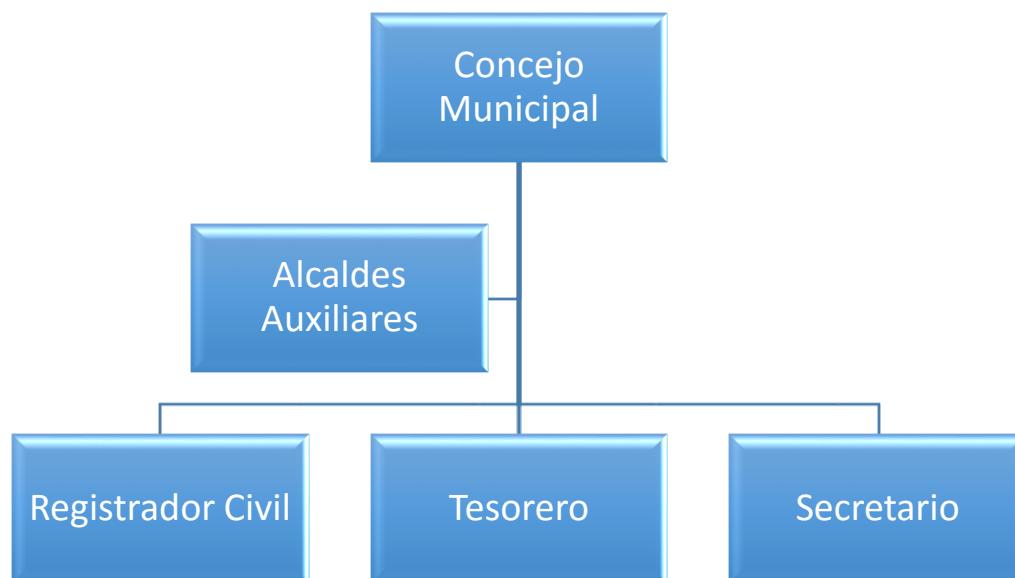 Concejo
Municipal
Alcaldes
Auxiliares
Registrador Civil
Tesorero
Secretario